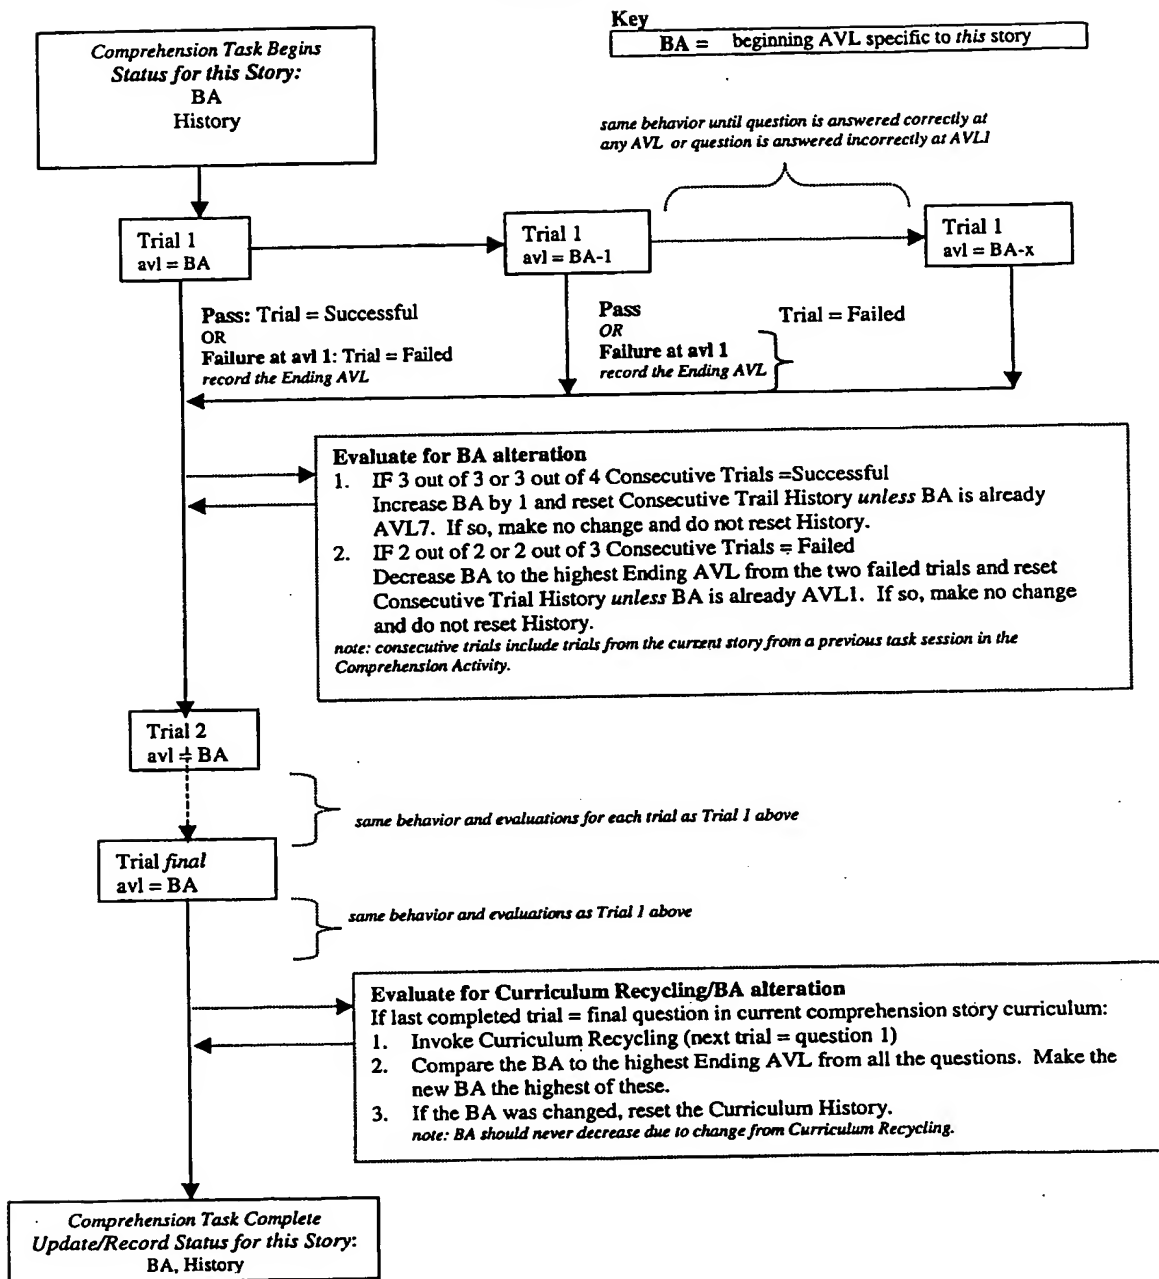 Key
BA = beginning AVL specific to this story
Comprehension Task Begins
Status for this Story:
BA
History
same behavior until question is answered correctly at
any AVL or question is answered incorrectly at AVL1
Trial 1
avl = BA
Trial 1
avl = BA-1
Trial 1
avl = BA-x
Pass: Trial = Successful
OR
Failure at avl 1: Trial = Failed
record the Ending AVL
Pass
OR
Failure at avl 1
record the Ending AVL
Trial = Failed
Evaluate for BA alteration
1. IF 3 out of 3 or 3 out of 4 Consecutive Trials =Successful
Increase BA by 1 and reset Consecutive Trail History unless BA is already
AVL7. If so, make no change and do not reset History.
2. IF 2 out of 2 or 2 out of 3 Consecutive Trials = Failed
Decrease BA to the highest Ending AVL from the two failed trials and reset
Consecutive Trial History unless BA is already AVL1. If so, make no change
and do not reset History.
note: consecutive trials include trials from the current story from a previous task session in the
Comprehension Activity.
Trial 2
avl = BA
same behavior and evaluations for each trial as Trial 1 above
Trial final
avl = BA
same behavior and evaluations as Trial 1 above
Evaluate for Curriculum Recycling/BA alteration
If last completed trial = final question in current comprehension story curriculum:
1. Invoke Curriculum Recycling (next trial = question 1)
2. Compare the BA to the highest Ending AVL from all the questions. Make the
new BA the highest of these.
3. If the BA was changed, reset the Curriculum History.
note: BA should never decrease due to change from Curriculum Recycling.
Comprehension Task Complete
Update/Record Status for this Story:
BA, History